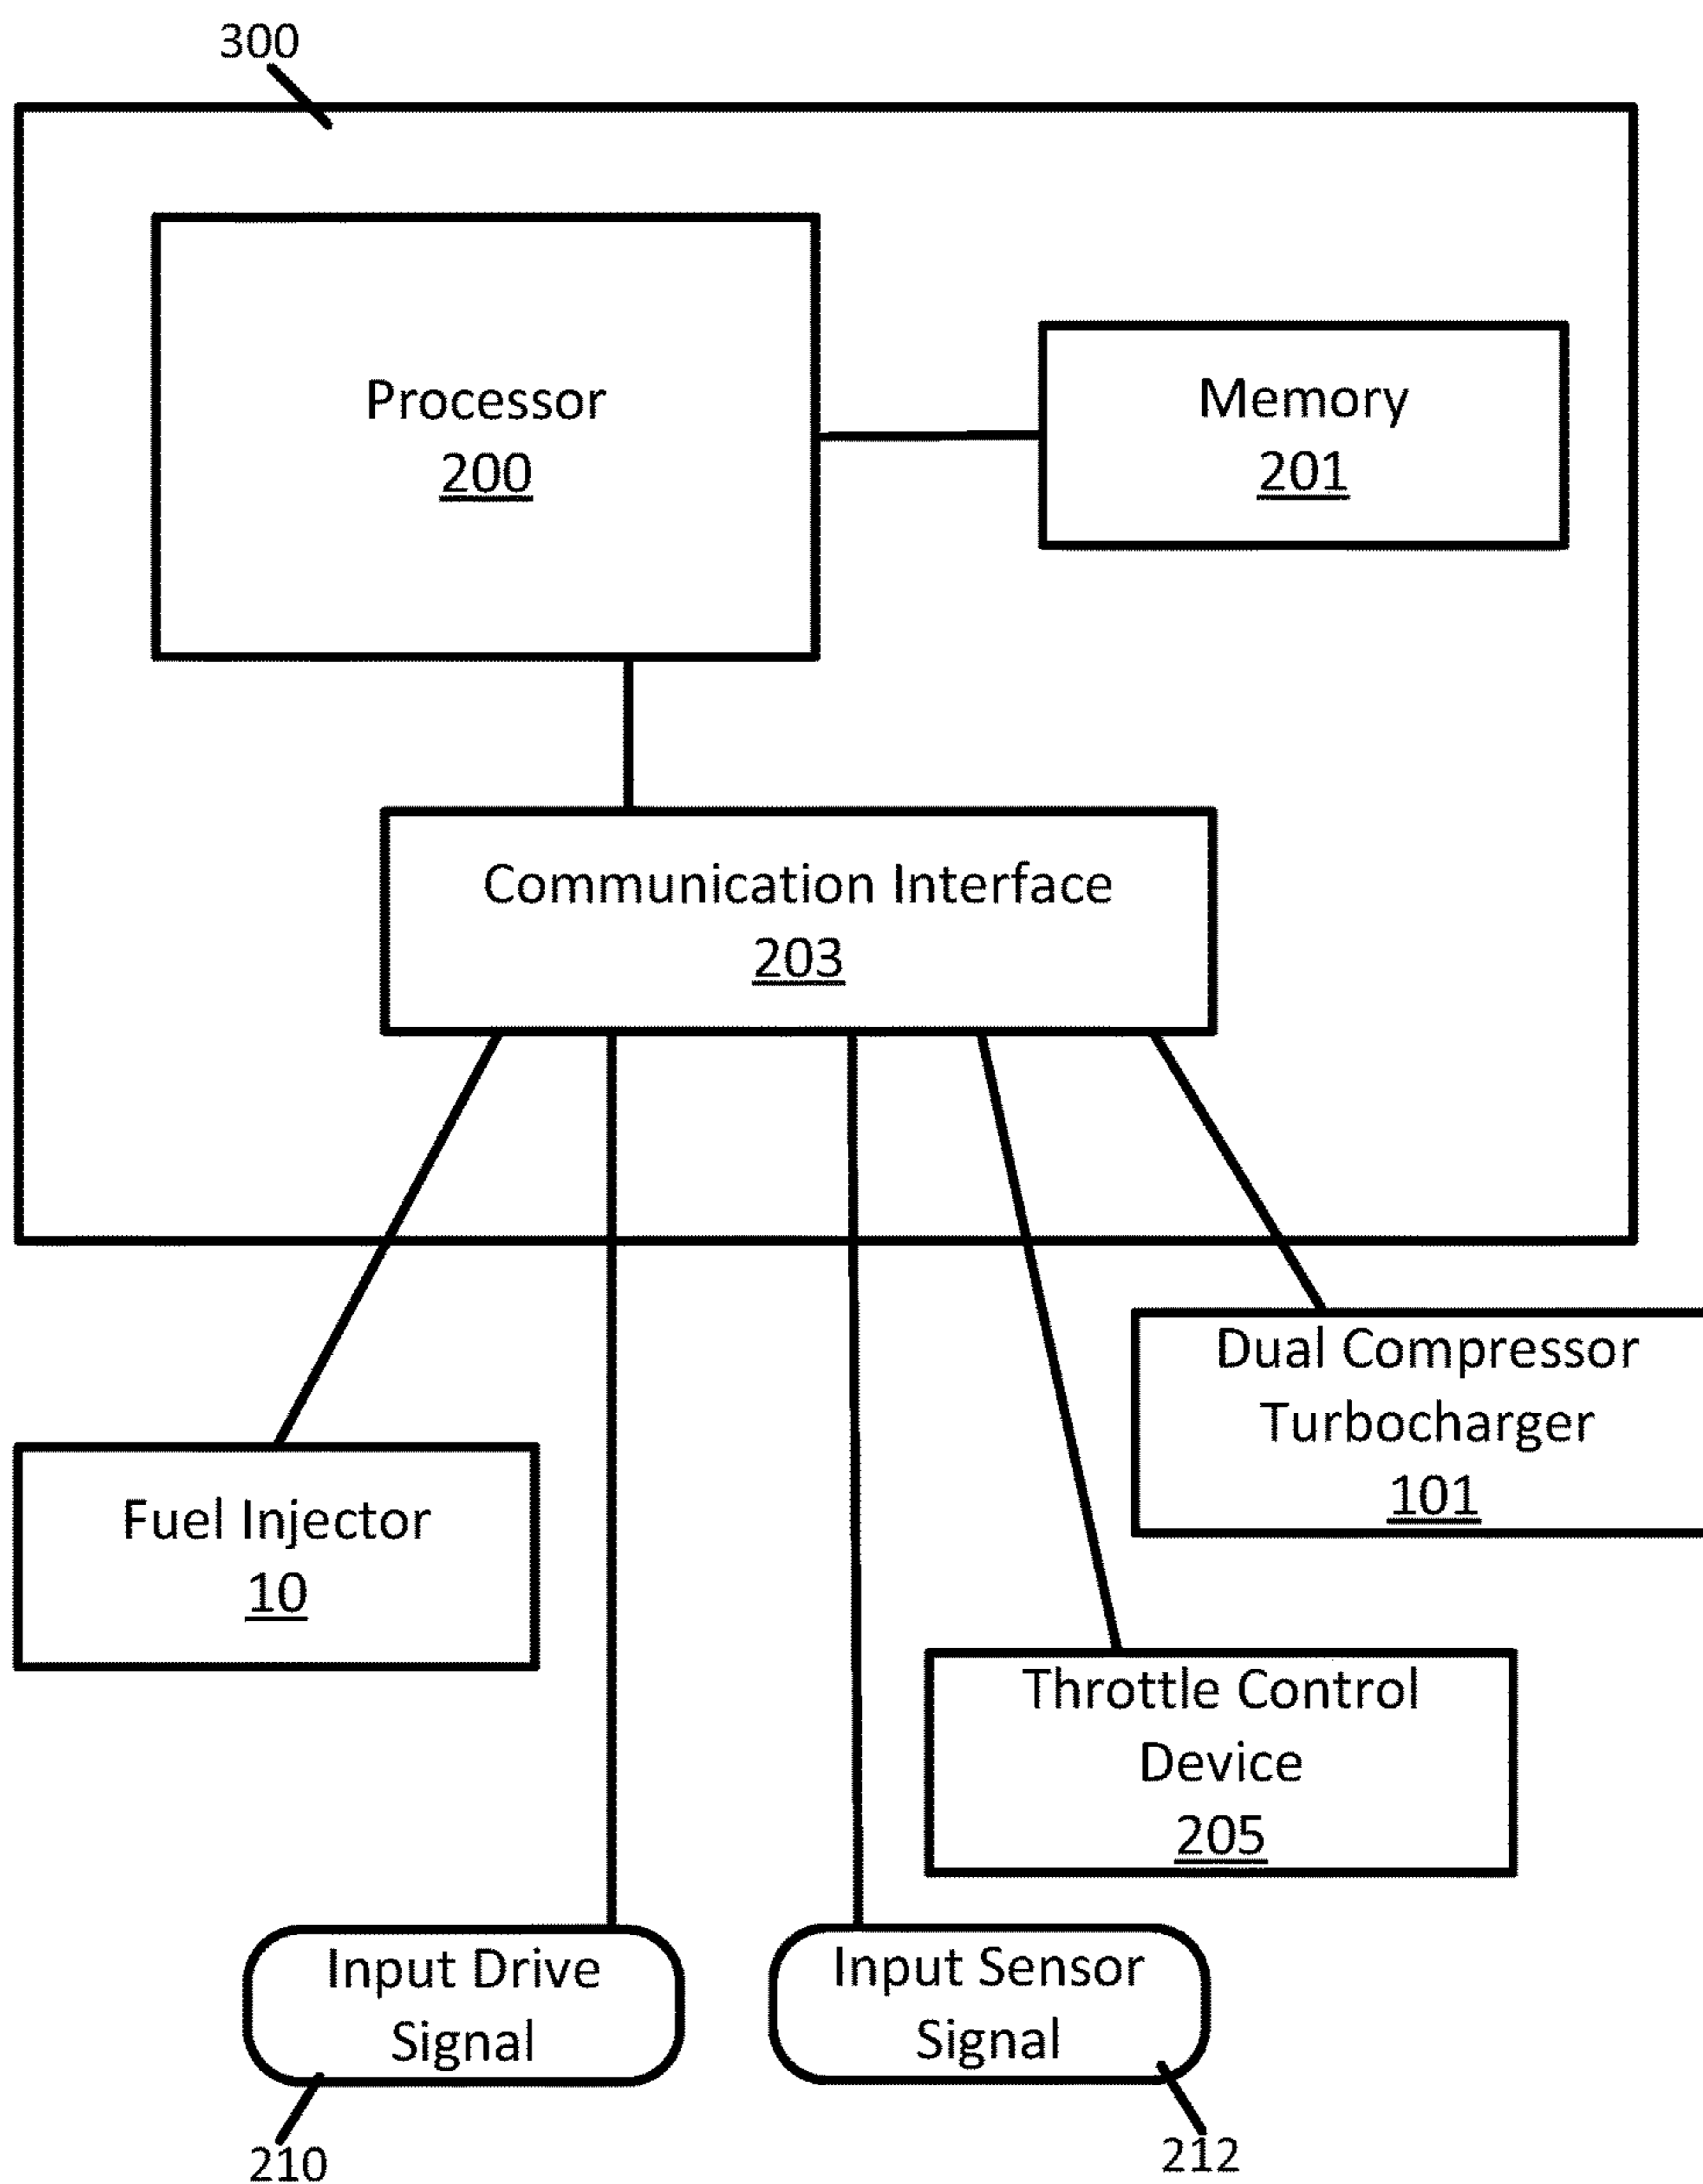 300
Processor
200
Memory
201
Communication Interface
203
Dual Compressor
Turbocharger
101
Fuel Injector
10
Throttle Control
Device
205
Input Drive
Signal
Input Sensor
Signal
210
212